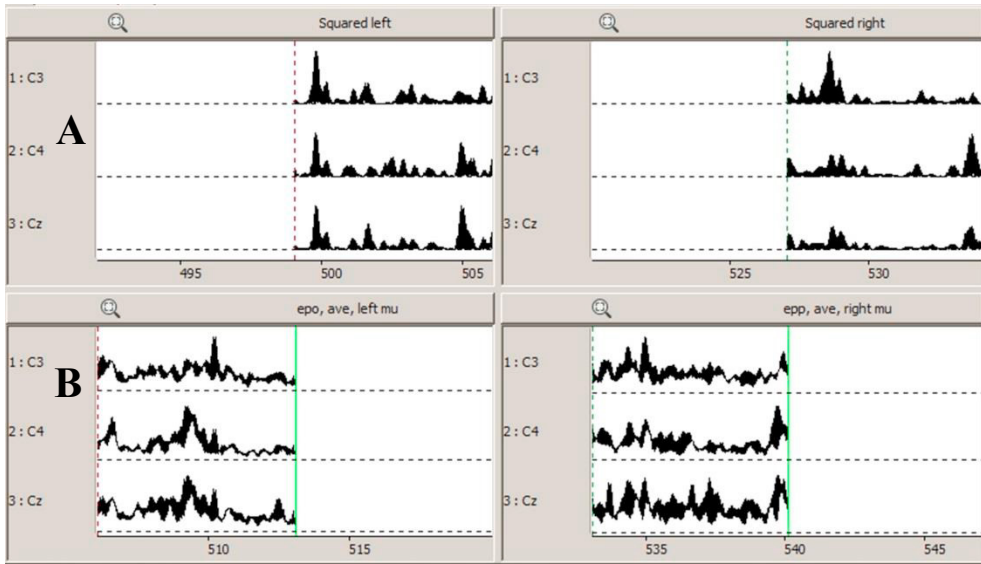 Squared left
Squared right
A
1 : C3
2 : C4
3 : Cz
495
500
505
1 : C3
2 : C4
3 : Cz
525
530
epo, ave, left mu
epp, ave, right mu
B
1 : C3
2 : C4
3 : Cz
510
515
1 : C3
2 : C4
3 : Cz
535
540
545